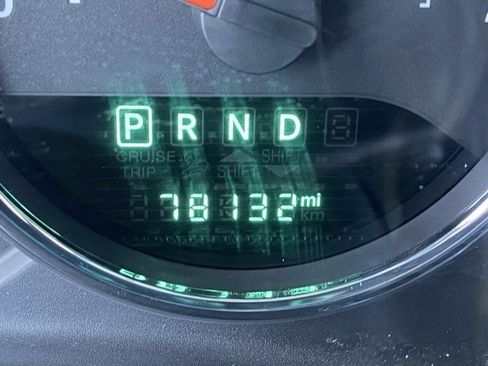 P R N D
CRUISE SHIFT
TRIP SHIFT
78132 mi
km